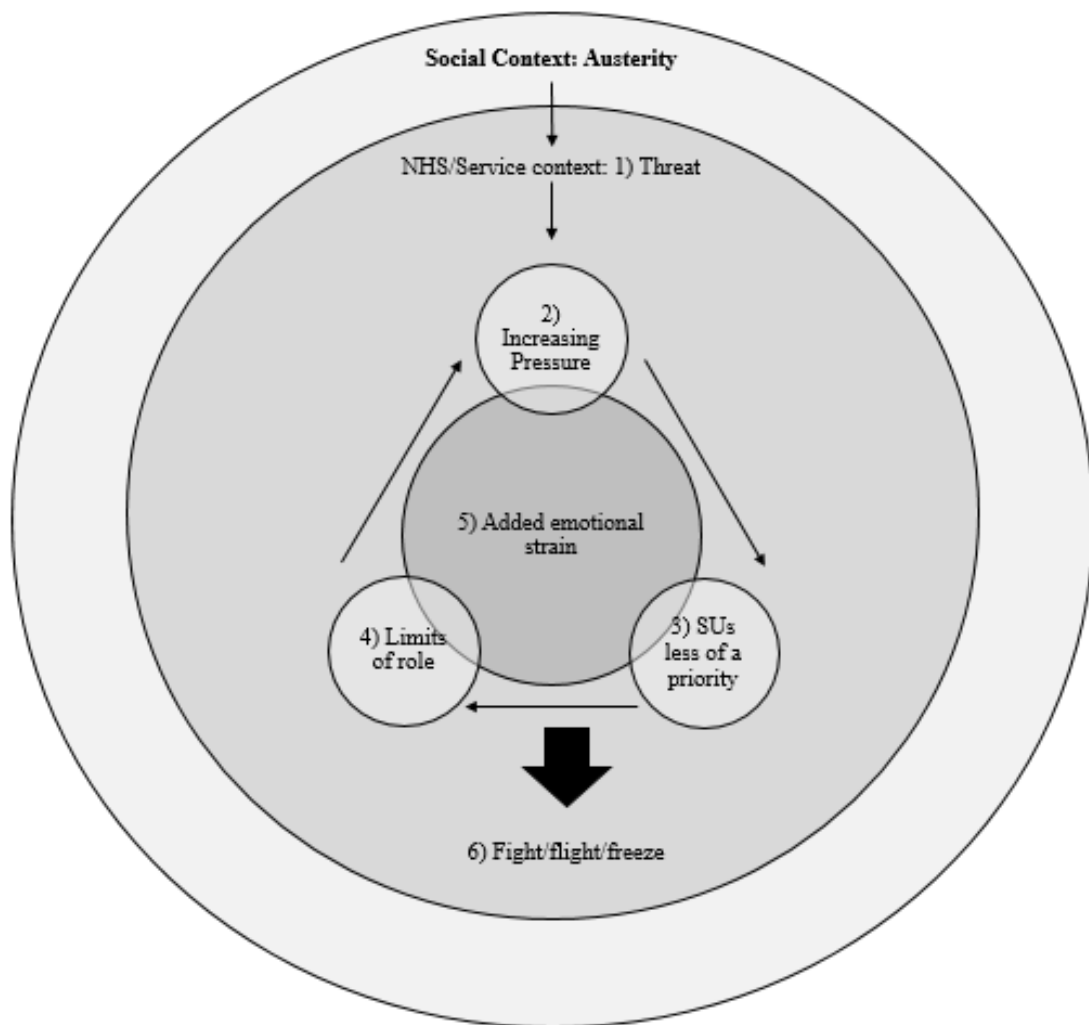 Social Context: Austerity
NHS/Service context: 1) Threat
2)
Increasing
Pressure
5) Added emotional
strain
4) Limits
of role
3) SUs
less of a
priority
6) Fight/flight/freeze